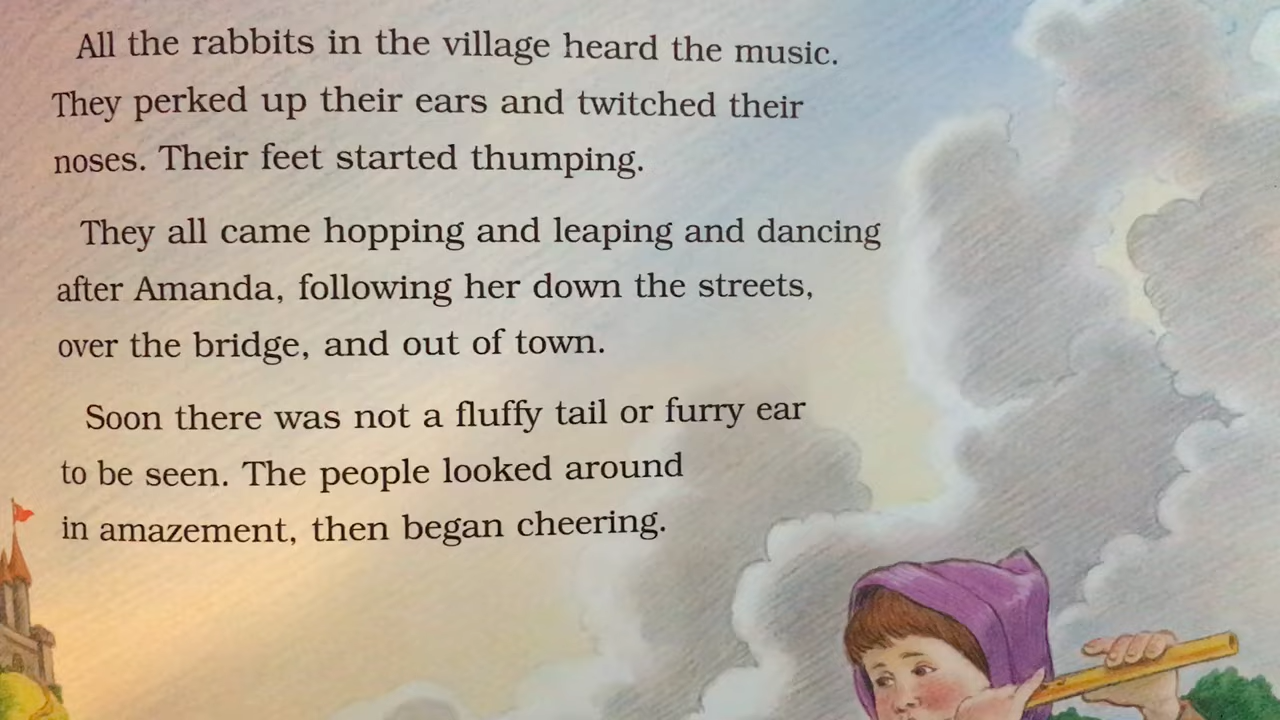 All the rabbits in the village heard the music.
They perked up their ears and twitched their
noses. Their feet started thumping.
They all came hopping and leaping and dancing
after Amanda, following her down the streets,
over the bridge, and out of town.
Soon there was not a fluffy tail or furry ear
to be seen. The people looked around
in amazement, then began cheering.